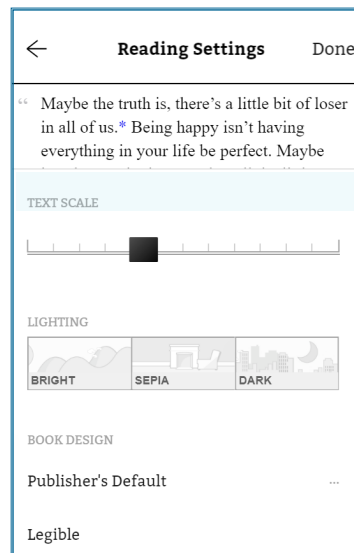 Reading Settings Done
“ Maybe the truth is, there’s a little bit of loser
in all of us.* Being happy isn’t having
everything in your life be perfect. Maybe
TEXT SCALE
LIGHTING
BRIGHT SEPIA DARK
BOOK DESIGN
Publisher's Default ...
Legible